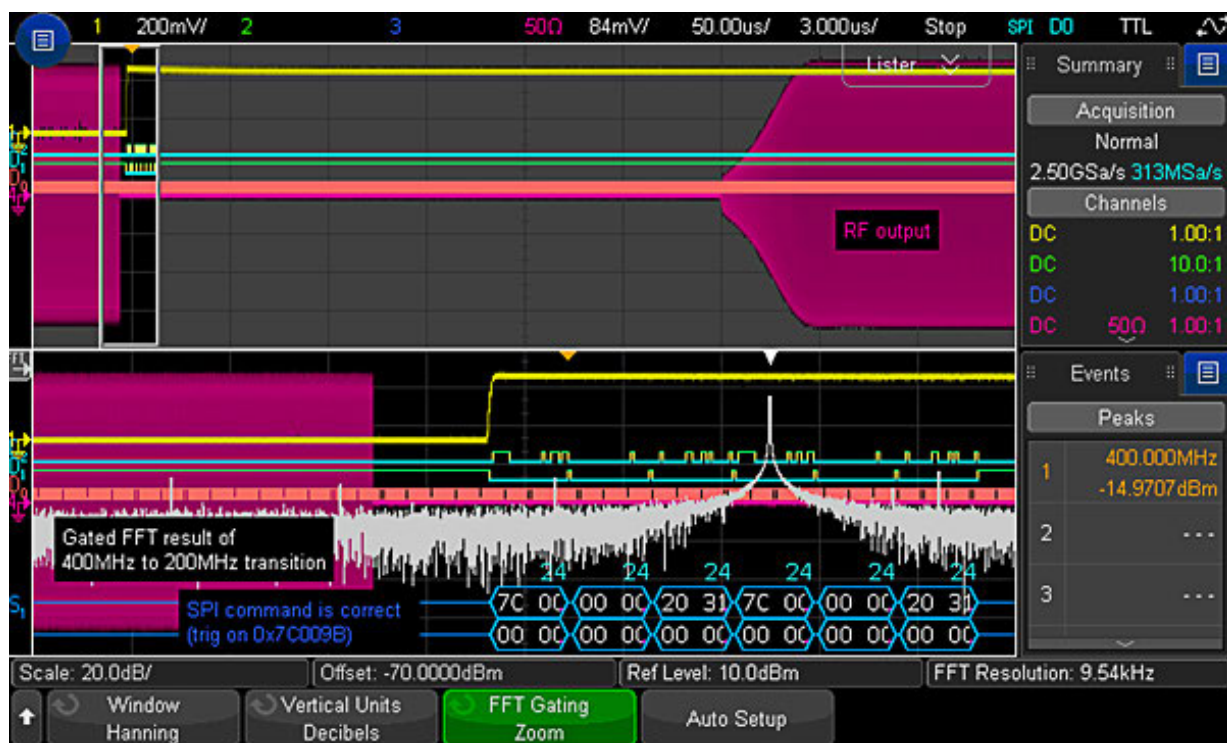 1 200mV/ 2 3 50Ω 84mV/ 50.00us/ 3.000us/ Stop SPI D0 TTL
Lister
Summary
Acquisition
Normal
2.50GSa/s 313MSa/s
Channels
DC 1.00:1
DC 10.0:1
DC 1.00:1
DC 50Ω 1.00:1
RF output
Events
Peaks
1 400.000MHz
-14.9707dBm
2 ---
3 ---
Gated FFT result of
400MHz to 200MHz transition
SPI command is correct
(trig on 0x7C009B)
24 24 24 24 24 24
S1 7C 00 00 00 20 31 7C 00 00 00 20 31
00 00 00 00 00 00 00 00 00 00 00 00
Scale: 20.0dB/ Offset: -70.0000dBm Ref Level: 10.0dBm FFT Resolution: 9.54kHz
Window
Hanning
Vertical Units
Decibels
FFT Gating
Zoom
Auto Setup